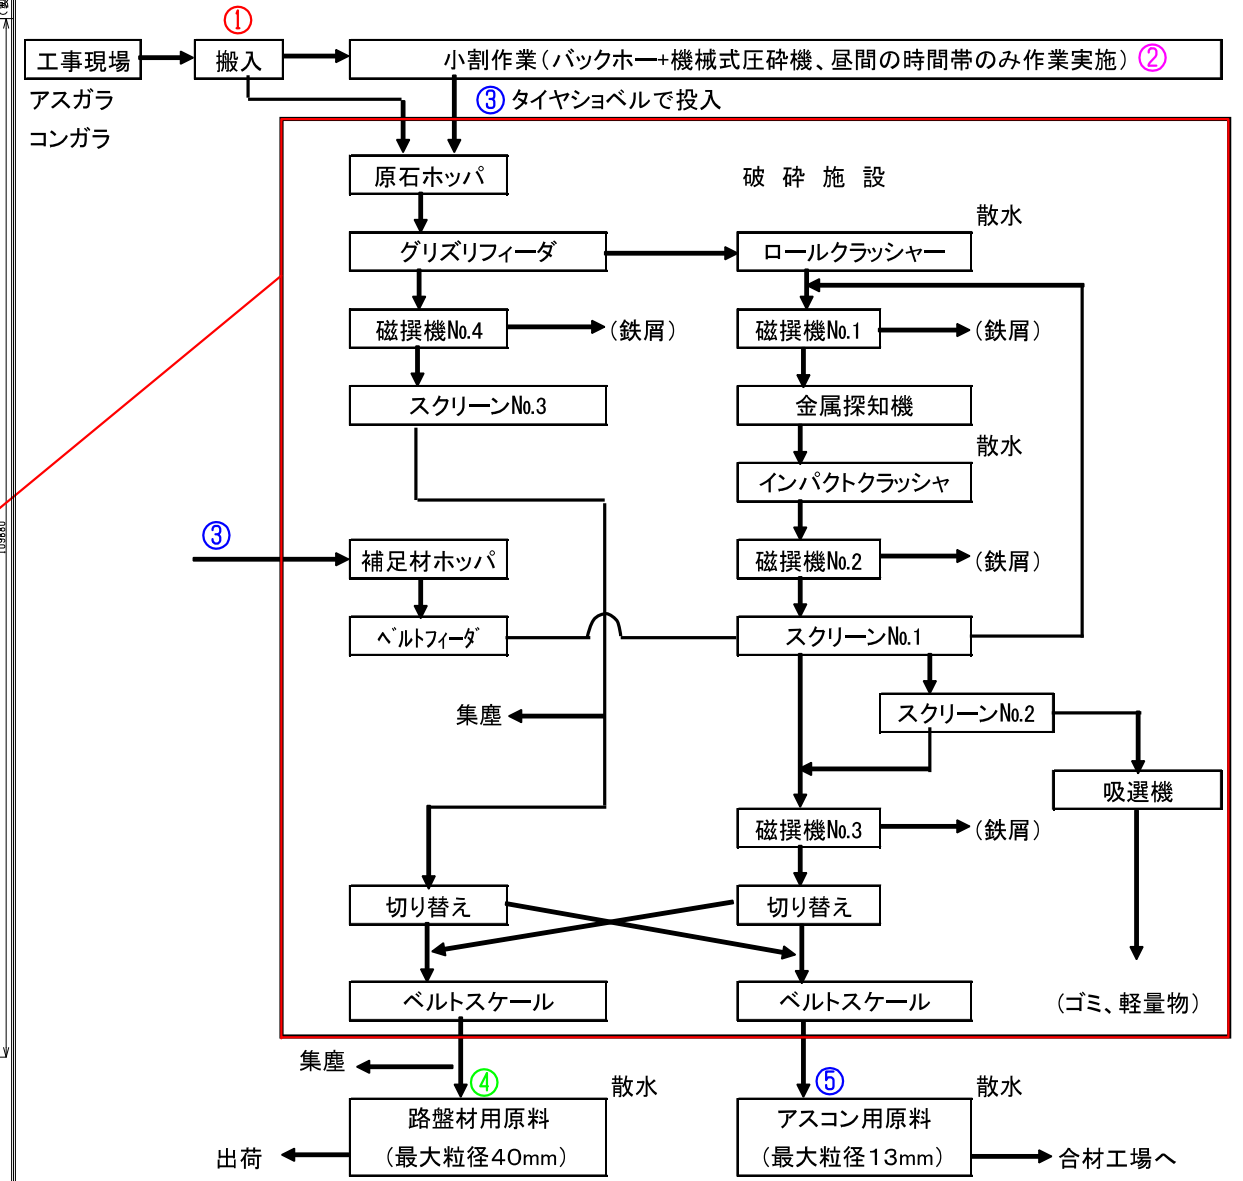 ①
工事現場
搬入
小割作業（バックホー+機械式圧砕機、昼間の時間帯のみ作業実施）②
アスガラ
③タイヤショベルで投入
コンガラ
原石ホッパ
破砕施設
散水
グリズリフィーダ
ロールクラッシャー
磁撰機No.4
（鉄屑）
磁撰機No.1
（鉄屑）
スクリーンNo.3
金属探知機
散水
インパクトクラッシャ
③
補足材ホッパ
磁撰機No.2
（鉄屑）
ベルトフィーダ
スクリーンNo.1
集塵
スクリーンNo.2
吸選機
磁撰機No.3
（鉄屑）
切り替え
切り替え
ベルトスケール
ベルトスケール
（ゴミ、軽量物）
集塵
④
散水
⑤
散水
路盤材用原料
（最大粒径40mm）
アスコン用原料
（最大粒径13mm）
出荷
合材工場へ